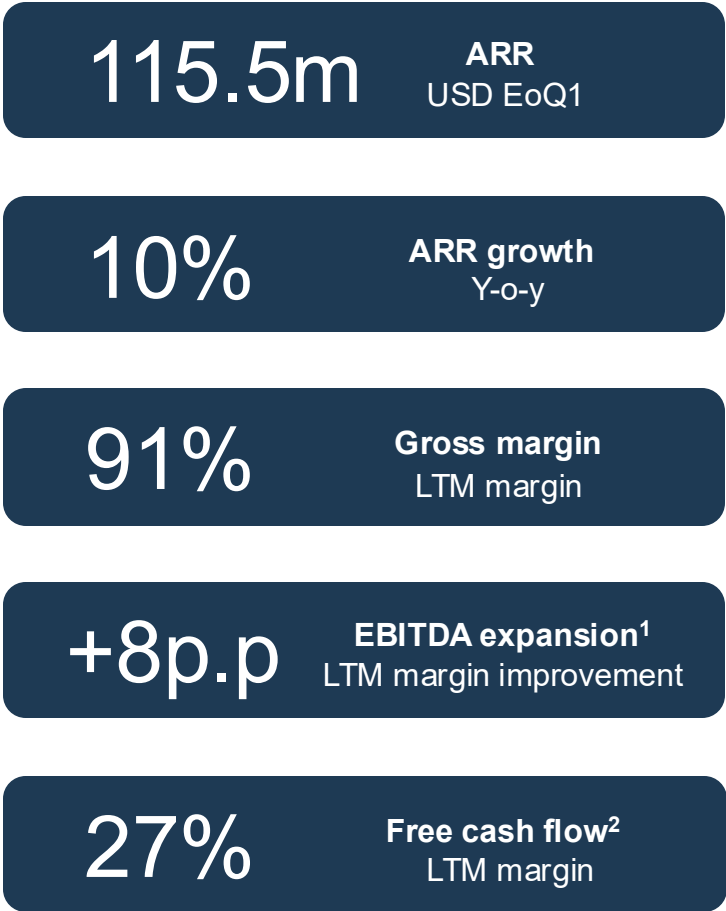 115.5m
ARR
USD EoQ1
10%
ARR growth
Y-o-y
91%
Gross margin
LTM margin
+8p.p
EBITDA expansion¹
LTM margin improvement
27%
Free cash flow²
LTM margin